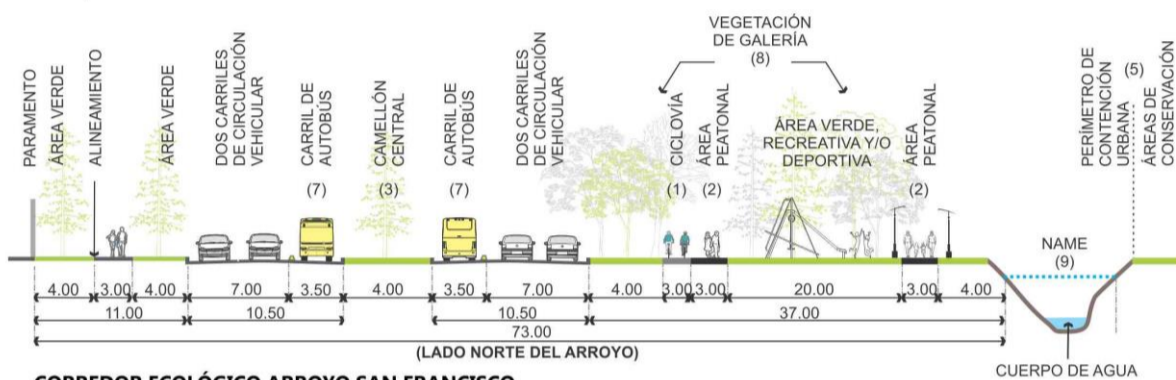 PARAMENTO
ÁREA VERDE
ALINEAMIENTO
ÁREA VERDE
DOS CARRILES
DE CIRCULACIÓN
VEHICULAR
CARRIL DE
AUTOBÚS
(7)
CAMELLÓN
CENTRAL
(3)
CARRIL DE
AUTOBÚS
(7)
DOS CARRILES
DE CIRCULACIÓN
VEHICULAR
VEGETACIÓN
DE GALERÍA
(8)
CICLOVÍA
(1)
ÁREA
PEATONAL
(2)
ÁREA VERDE,
RECREATIVA Y/O
DEPORTIVA
ÁREA
PEATONAL
(2)
PERÍMETRO DE
CONTENCIÓN
URBANA
(5)
ÁREAS DE
CONSERVACIÓN
NAME
(9)
4.00 3.00 4.00 7.00 3.50 4.00 3.50 7.00 4.00 3.00 3.00 20.00 3.00 4.00
11.00 10.50 10.50 37.00
73.00
(LADO NORTE DEL ARROYO)
CUERPO DE AGUA
CORREDOR ECOLÓGICO ARROYO SAN FRANCISCO